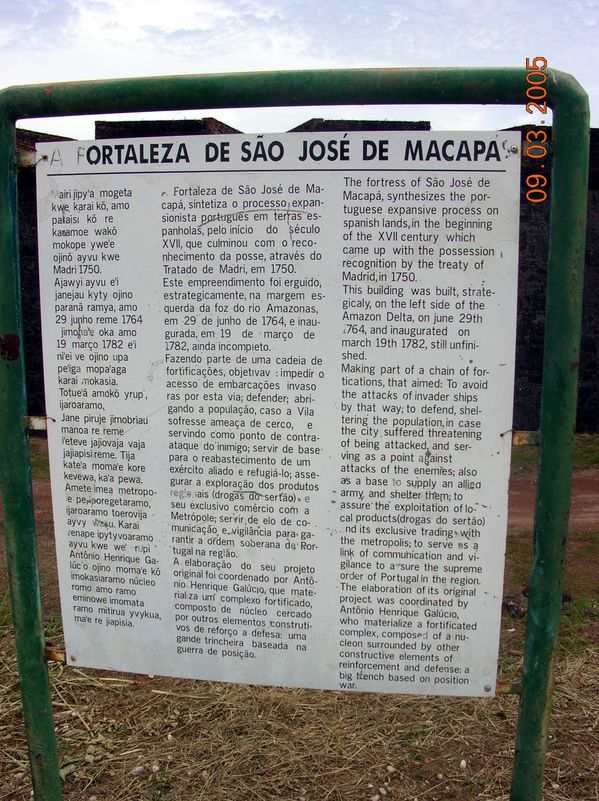 A FORTALEZA DE SÃO JOSÉ DE MACAPÁ
Mairi jipy'a mogeta
kwe karai kõ, amo
paraisi kõ re
karamoe wakõ
mokope ywe'e
ojinõ ayvu kwe
Madri 1750.
Ajawyi ayvu e'i
janejau kyty ojino
paranã ramya, amo
29 junho reme 1764
jimoha'e oka amo
19 março 1782 e'i
ni'ei ve ojino upa
pe'iga mopa'aga
karai mokasia.
Totue'ã amokõ yrup',
ijaroaramo,
Jane piruje jimobriau
manoa re reme
i'eteve jajiovaja vaja
jajiapisi reme. Tija
kate'a moma'e kore
kevewa, ka'a pewa.
Amete imea metropo-
e pemporegetaramo,
ijaroaramo toerovija
ayvy wasu. Karai
renape ipytyvoaramo
ayvu kwe we' rupi
Antônio Henrique Ga-
lúcio ojino moma'e kõ
imokasiaramo núcleo
romo amo ramo
eminowe imomata
ramo mitirua yvykua,
ma'e re jiapisia.
Fortaleza de São José de Ma-
capá, sintetiza o processo expan-
sionista português em terras es-
panholas, pelo início do século
XVII, que culminou com o reco-
nhecimento da posse, através do
Tratado de Madri, em 1750.
Este empreendimento foi erguido,
estrategicamente, na margem es-
querda da foz do rio Amazonas,
em 29 de junho de 1764, e inau-
gurada, em 19 de março de
1782, ainda incompleto.
Fazendo parte de uma cadeia de
fortificações, objetivav : impedir o
acesso de embarcações invaso
ras por esta via; defender; abri-
gando a população, caso a Vila
sofresse ameaça de cerco, e
servindo como ponto de contra-
ataque do inimigo; servir de base
para o reabastecimento de um
exército aliado e refugiá-lo; asse-
gurar a exploração dos produtos
regionais (drogas do sertão) e
seu exclusivo comércio com a
Metrópole; servir de elo de co-
municação e vigilância para ga-
rantir a ordem soberana de Por-
tugal na região.
A elaboração do seu projeto
original foi coordenado por Antô-
nio Henrique Galúcio, que mate-
rializa um complexo fortificado,
composto de núcleo cercado
por outros elementos construti-
vos de reforço a defesa: uma
gande trincheira baseada na
guerra de posição.
The fortress of São José de
Macapá, synthesizes the por-
tuguese expansive process on
spanish lands, in the beginning
of the XVII century which
came up with the possession
recognition by the treaty of
Madrid, in 1750.
This building was built, strate-
gicaly, on the left side of the
Amazon Delta, on june 29th
1764, and inaugurated on
march 19th 1782, still unfini-
shed.
Making part of a chain of for-
tications, that aimed: To avoid
the attacks of invader ships
by that way; to defend, shel-
tering the population, in case
the city suffered threatening
of being attacked, and ser-
ving as a point against
attacks of the enemies; also
as a base to supply an allied
army, and shelter them; to
assure the exploitation of lo-
cal products(drogas do sertão)
and its exclusive trading with
the metropolis; to serve as a
link of communication and vi-
gilance to assure the supreme
order of Portugal in the region.
The elaboration of its original
project was coordinated by
Antônio Henrique Galúcio,
who materialize a fortificated
complex, composed of a nu-
cleon surrounded by other
constructive elements of
reinforcement and defense: a
big trench based on position
war.
09.03.2005